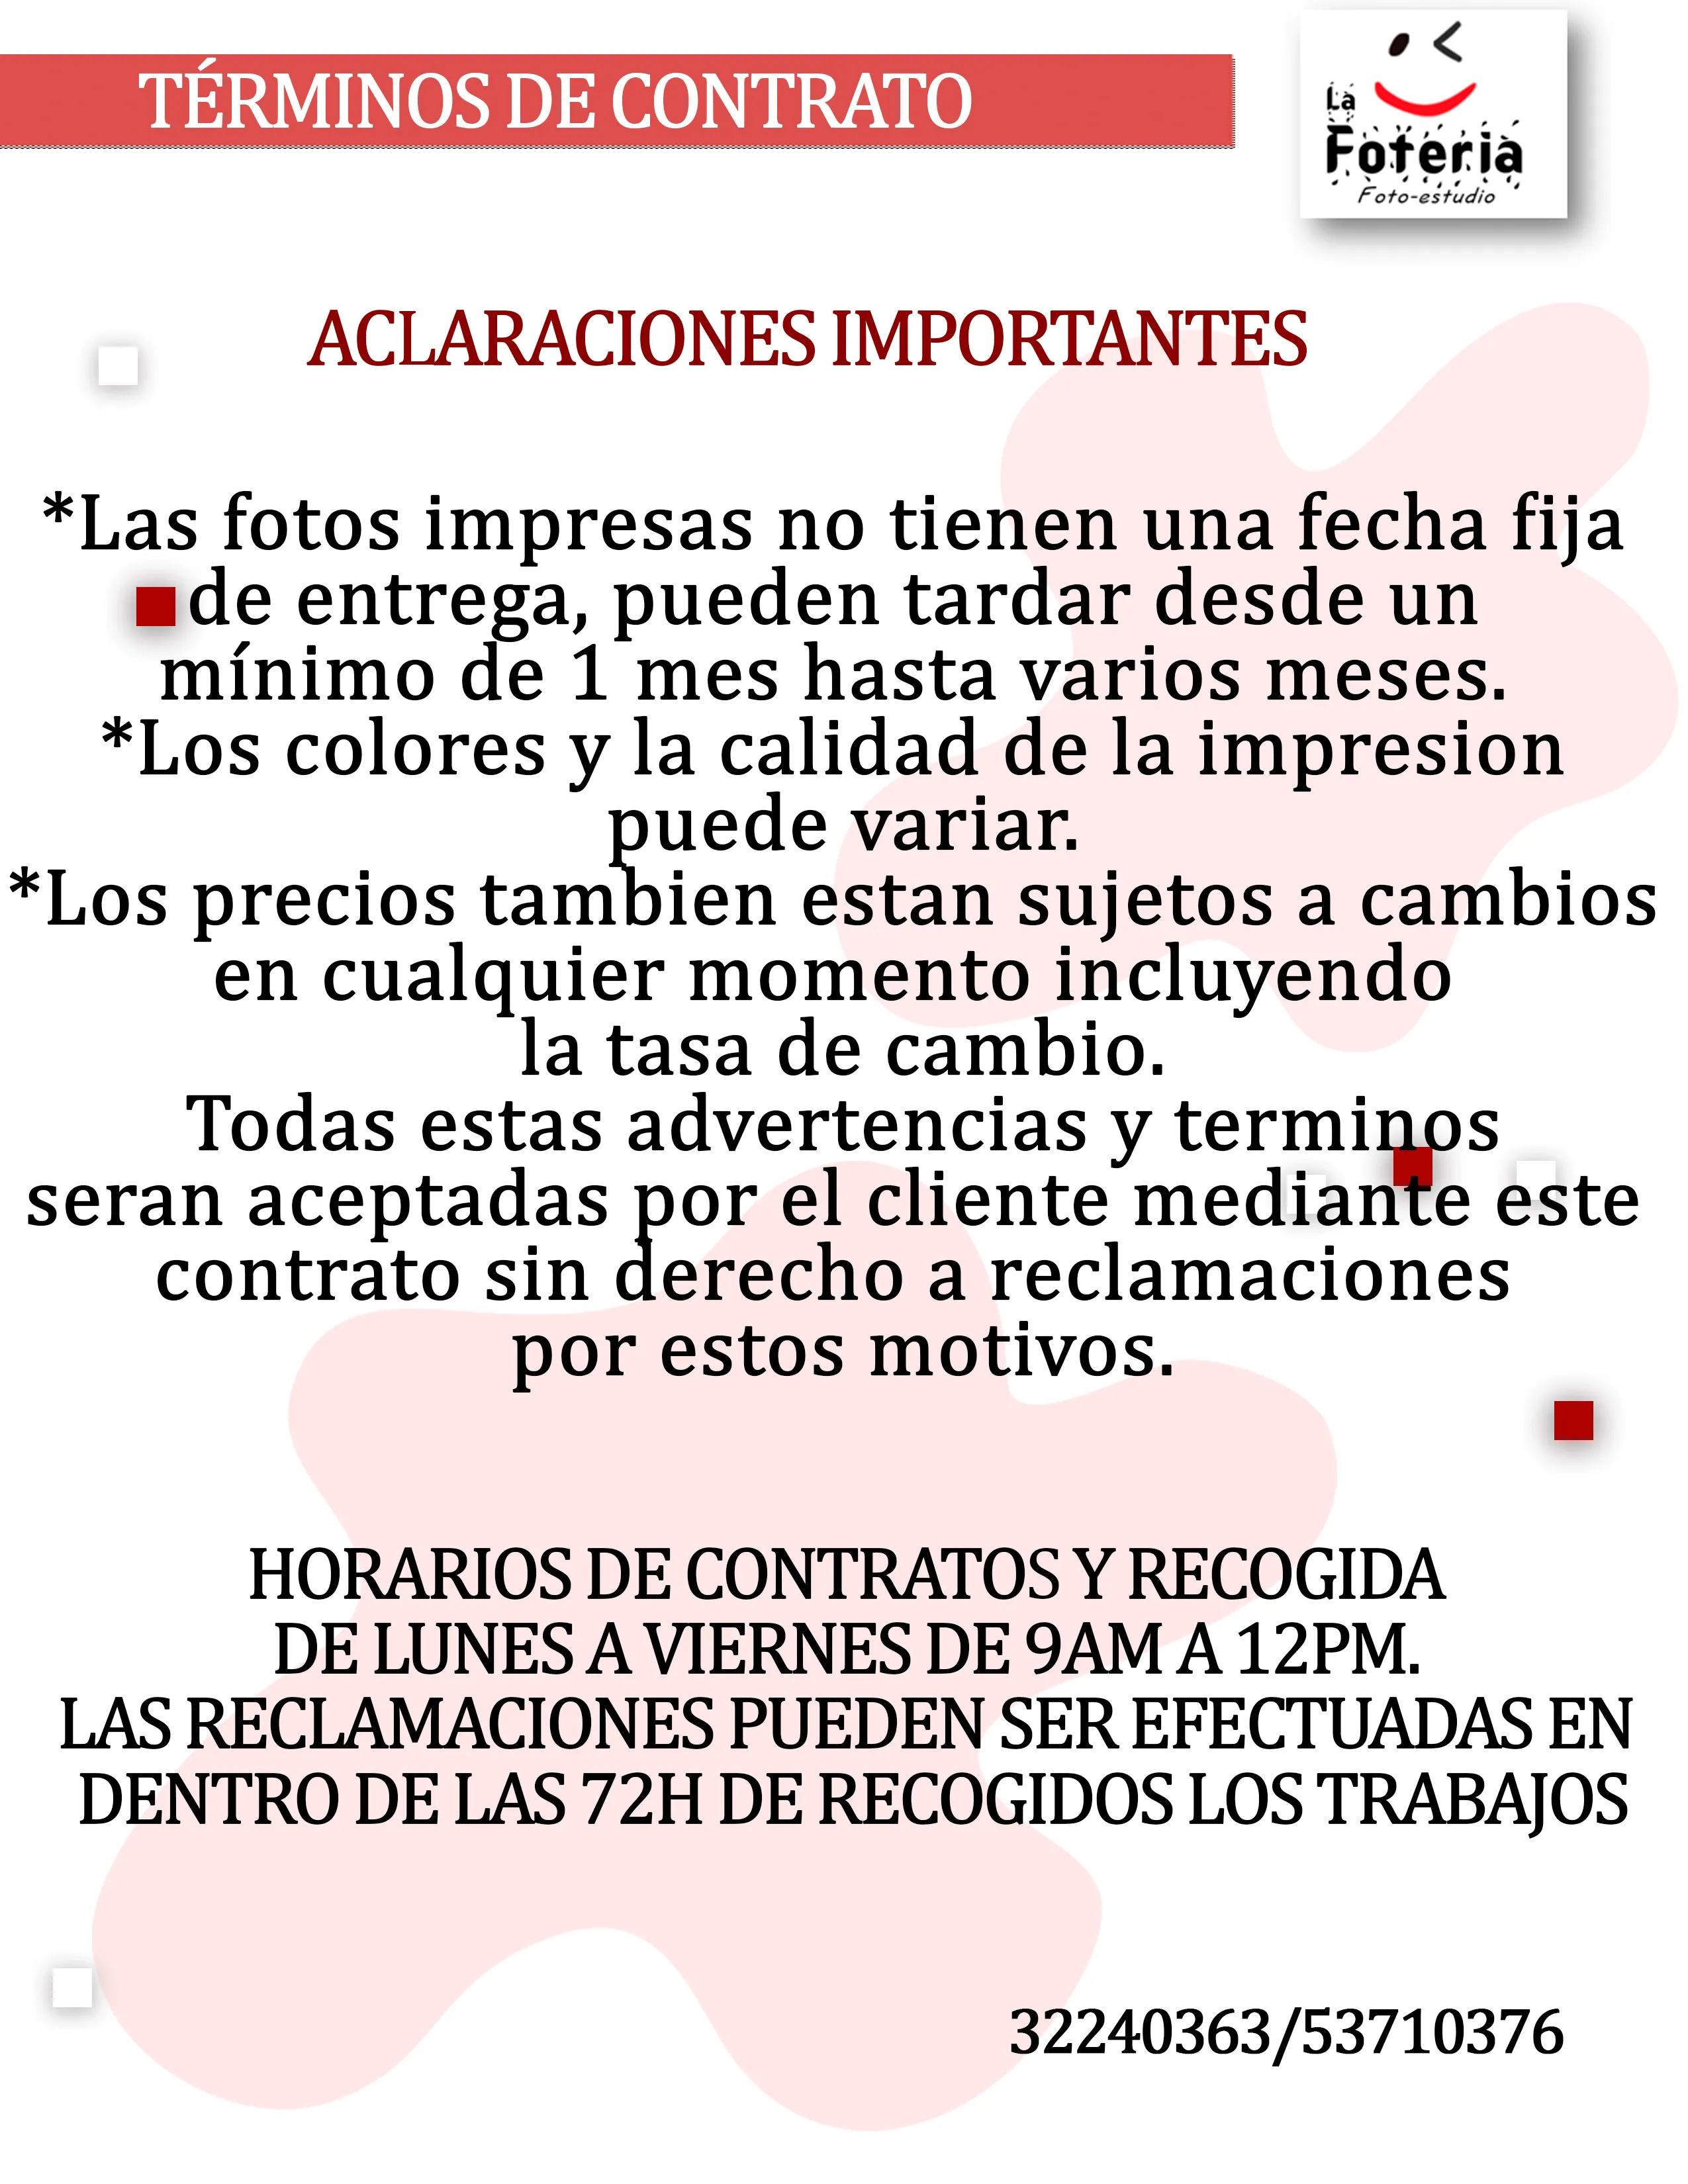 TÉRMINOS DE CONTRATO
La
Foteria
Foto-estudio
ACLARACIONES IMPORTANTES
*Las fotos impresas no tienen una fecha fija
de entrega, pueden tardar desde un
mínimo de 1 mes hasta varios meses.
*Los colores y la calidad de la impresion
puede variar.
*Los precios tambien estan sujetos a cambios
en cualquier momento incluyendo
la tasa de cambio.
Todas estas advertencias y terminos
seran aceptadas por el cliente mediante este
contrato sin derecho a reclamaciones
por estos motivos.
HORARIOS DE CONTRATOS Y RECOGIDA
DE LUNES A VIERNES DE 9AM A 12PM.
LAS RECLAMACIONES PUEDEN SER EFECTUADAS EN
DENTRO DE LAS 72H DE RECOGIDOS LOS TRABAJOS
32240363/53710376